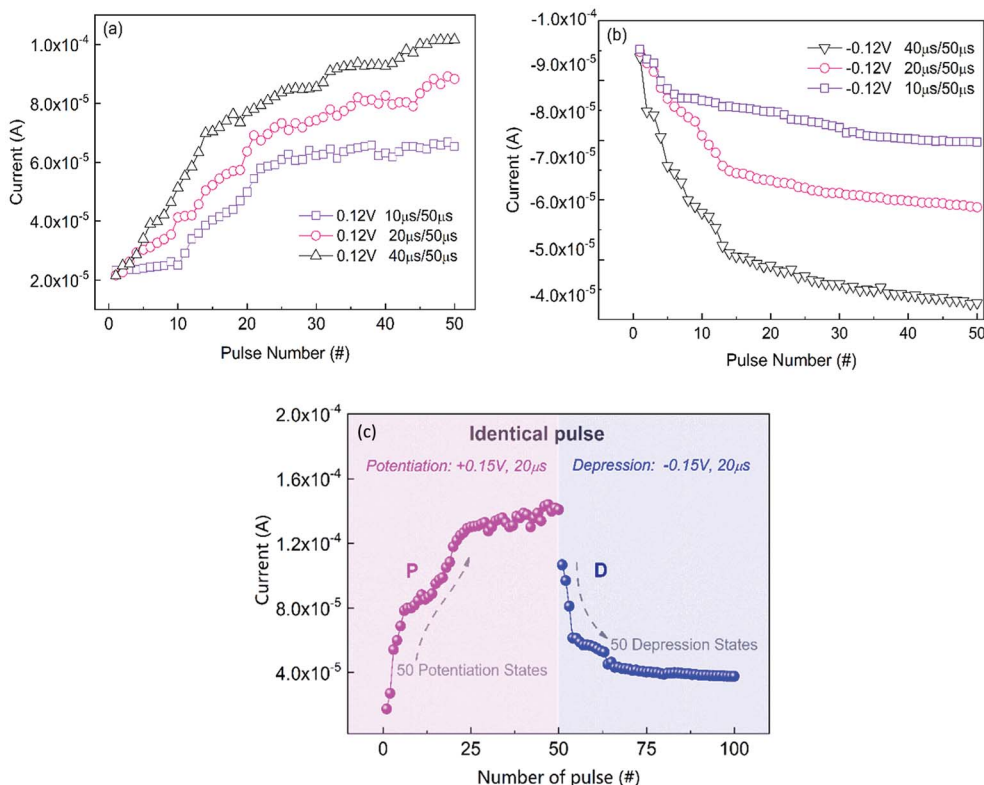 (a)
1.0x10⁻⁴
8.0x10⁻⁵
6.0x10⁻⁵
4.0x10⁻⁵
2.0x10⁻⁵
Current (A)
0.12V 10μs/50μs
0.12V 20μs/50μs
0.12V 40μs/50μs
0 10 20 30 40 50
Pulse Number (#)
(b)
-1.0x10⁻⁴
-9.0x10⁻⁵
-8.0x10⁻⁵
-7.0x10⁻⁵
-6.0x10⁻⁵
-5.0x10⁻⁵
-4.0x10⁻⁵
Current (A)
-0.12V 40μs/50μs
-0.12V 20μs/50μs
-0.12V 10μs/50μs
0 10 20 30 40 50
Pulse Number (#)
(c)
2.0x10⁻⁴
1.6x10⁻⁴
1.2x10⁻⁴
8.0x10⁻⁵
4.0x10⁻⁵
Current (A)
Identical pulse
Potentiation: +0.15V, 20μs
Depression: -0.15V, 20μs
P
D
50 Potentiation States
50 Depression States
0 25 50 75 100
Number of pulse (#)